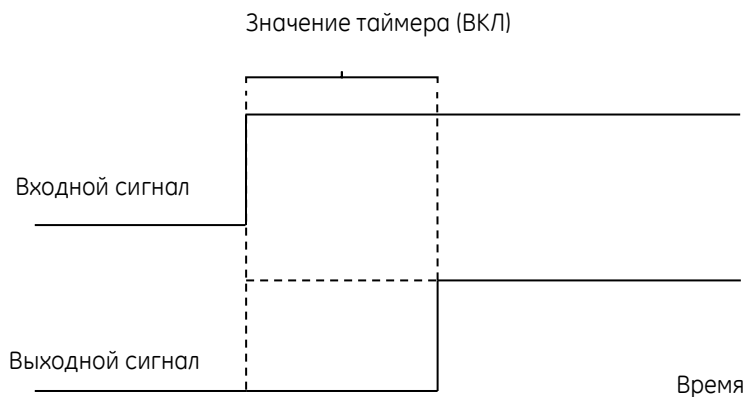 Значение таймера (ВКЛ)
Входной сигнал
Выходной сигнал
Время